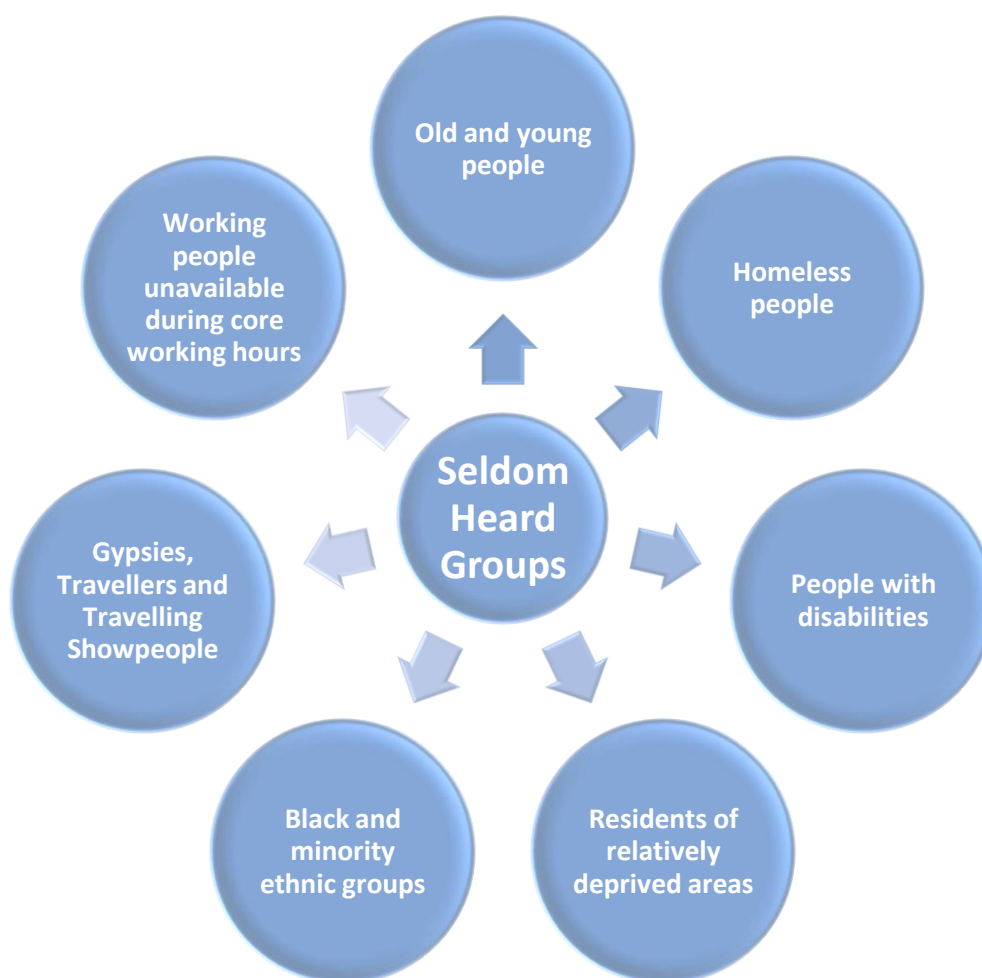 Old and young
people
Homeless
people
People with
disabilities
Residents of
relatively
deprived areas
Black and
minority
ethnic groups
Gypsies,
Travellers and
Travelling
Showpeople
Working
people
unavailable
during core
working hours
Seldom
Heard
Groups